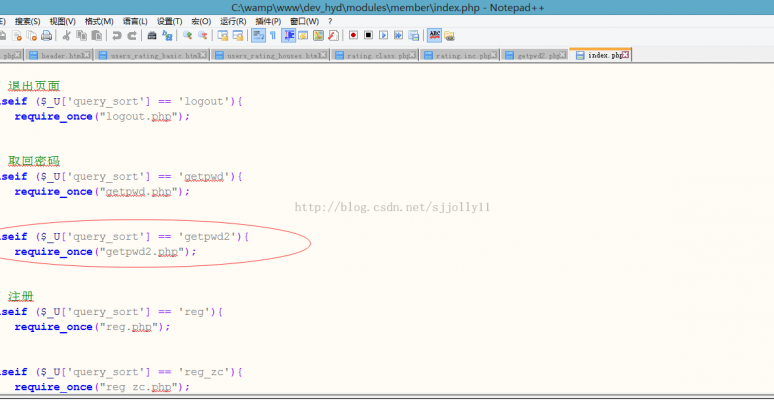 C:\wamp\www\dev_hyd\modules\member\index.php - Notepad++
搜索(S) 视图(V) 格式(M) 语言(L) 设置(T) 宏(O) 运行(R) 插件(P) 窗口(W) ?
.php header.html users_rating_basic.html users_rating_houses.html rating.class.php rating.inc.php getpwd2.php index.php
退出页面
seif ($_U['query_sort'] == 'logout'){
require_once("logout.php");
取回密码
seif ($_U['query_sort'] == 'getpwd'){
require_once("getpwd.php");
http://blog.csdn.net/sjjolly11
seif ($_U['query_sort'] == 'getpwd2'){
require_once("getpwd2.php");
注册
seif ($_U['query_sort'] == 'reg'){
require_once("reg.php");
seif ($_U['query_sort'] == 'reg_zc'){
require_once("reg_zc.php");